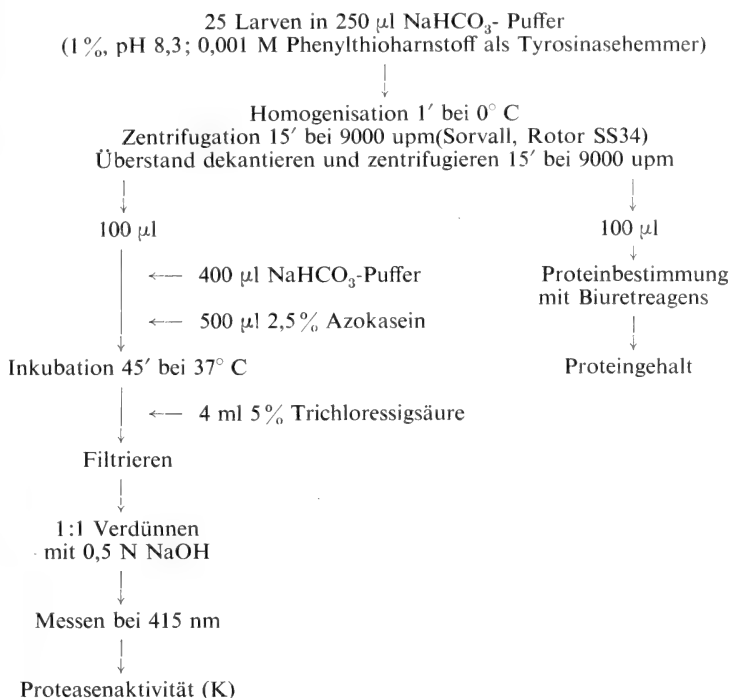 25 Larven in 250 µl NaHCO₃- Puffer
(1%, pH 8,3; 0,001 M Phenylthioharnstoff als Tyrosinasehemmer)
Homogenisation 1′ bei 0° C
Zentrifugation 15′ bei 9000 upm(Sorvall, Rotor SS34)
Überstand dekantieren und zentrifugieren 15′ bei 9000 upm
100 µl
100 µl
400 µl NaHCO₃-Puffer
Proteinbestimmung
mit Biuretreagens
500 µl 2,5% Azokasein
Inkubation 45′ bei 37° C
Proteingehalt
4 ml 5% Trichloressigsäure
Filtrieren
1:1 Verdünnen
mit 0,5 N NaOH
Messen bei 415 nm
Proteasenaktivität (K)